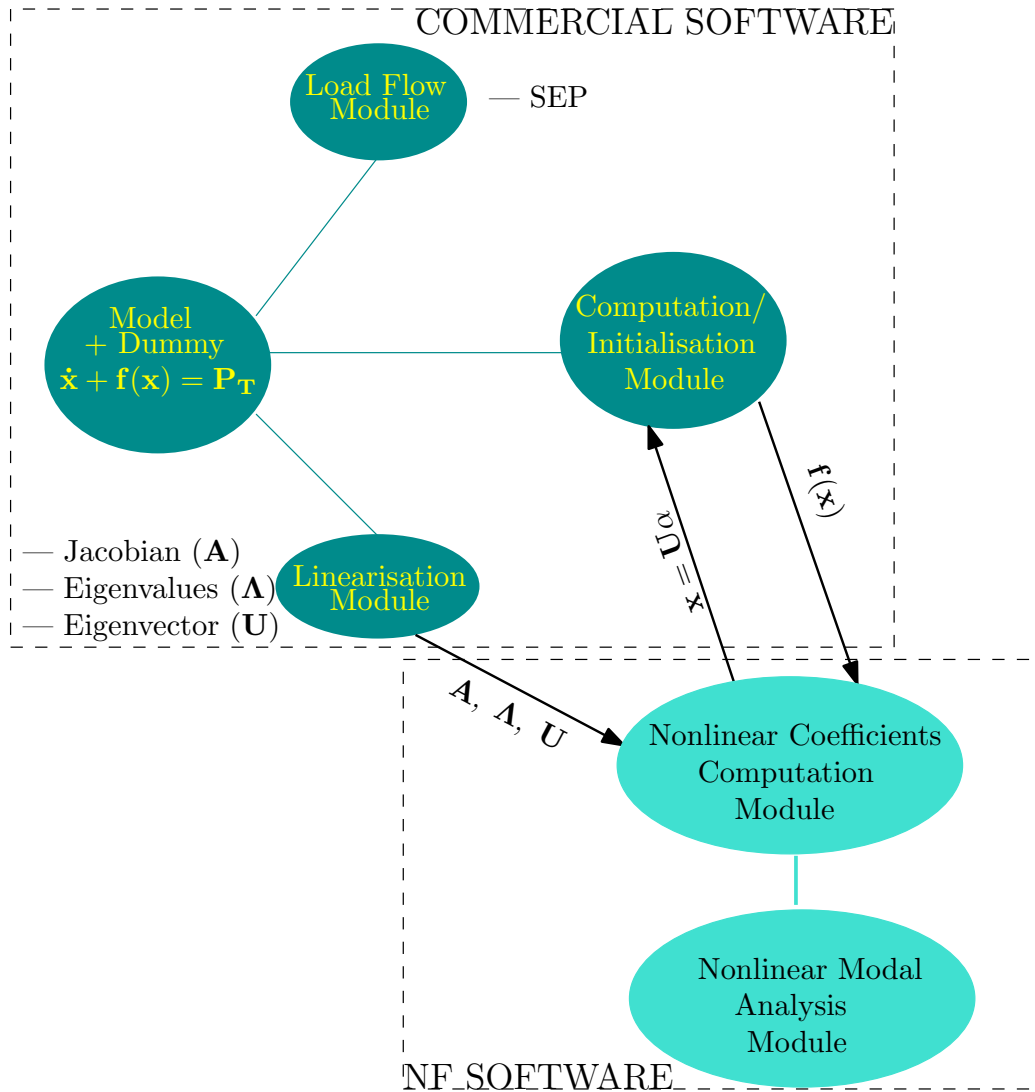 COMMERCIAL SOFTWARE
Load Flow
Module
— SEP
Model
+ Dummy
ẋ + f(x) = P_T
Computation/
Initialisation
Module
f(x)
x = Uα
— Jacobian (A)
— Eigenvalues (Λ)
— Eigenvector (U)
Linearisation
Module
A, Λ, U
Nonlinear Coefficients
Computation
Module
Nonlinear Modal
Analysis
Module
NF SOFTWARE